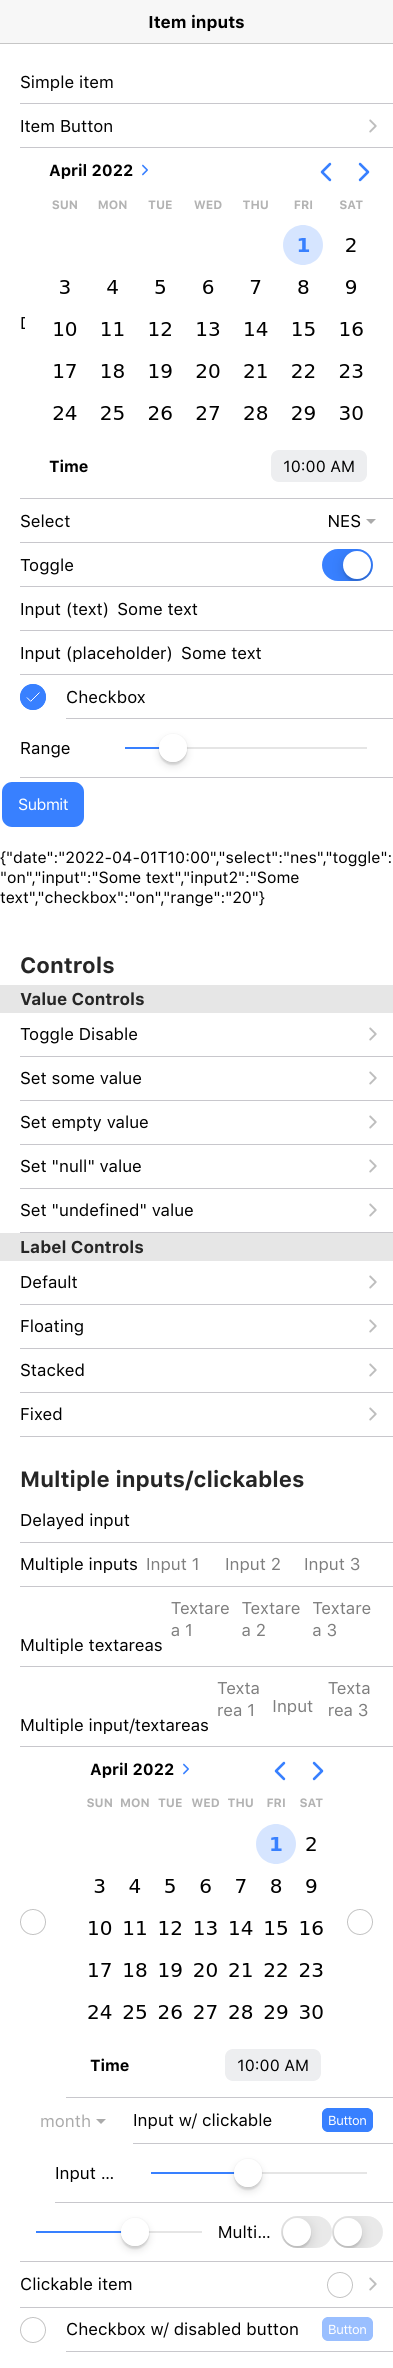 Item inputs
Simple item
Item Button
April 2022
SUN MON TUE WED THU FRI SAT
1 2
3 4 5 6 7 8 9
10 11 12 13 14 15 16
17 18 19 20 21 22 23
24 25 26 27 28 29 30
Time 10:00 AM
Select NES
Toggle
Input (text) Some text
Input (placeholder) Some text
Checkbox
Range
Submit
{"date":"2022-04-01T10:00","select":"nes","toggle":
"on","input":"Some text","input2":"Some
text","checkbox":"on","range":"20"}
Controls
Value Controls
Toggle Disable
Set some value
Set empty value
Set "null" value
Set "undefined" value
Label Controls
Default
Floating
Stacked
Fixed
Multiple inputs/clickables
Delayed input
Multiple inputs Input 1 Input 2 Input 3
Textare Textare Textare
a 1 a 2 a 3
Multiple textareas
Texta Texta
rea 1 Input rea 3
Multiple input/textareas
April 2022
SUN MON TUE WED THU FRI SAT
1 2
3 4 5 6 7 8 9
10 11 12 13 14 15 16
17 18 19 20 21 22 23
24 25 26 27 28 29 30
Time 10:00 AM
month Input w/ clickable Button
Input ...
Multi...
Clickable item
Checkbox w/ disabled button Button